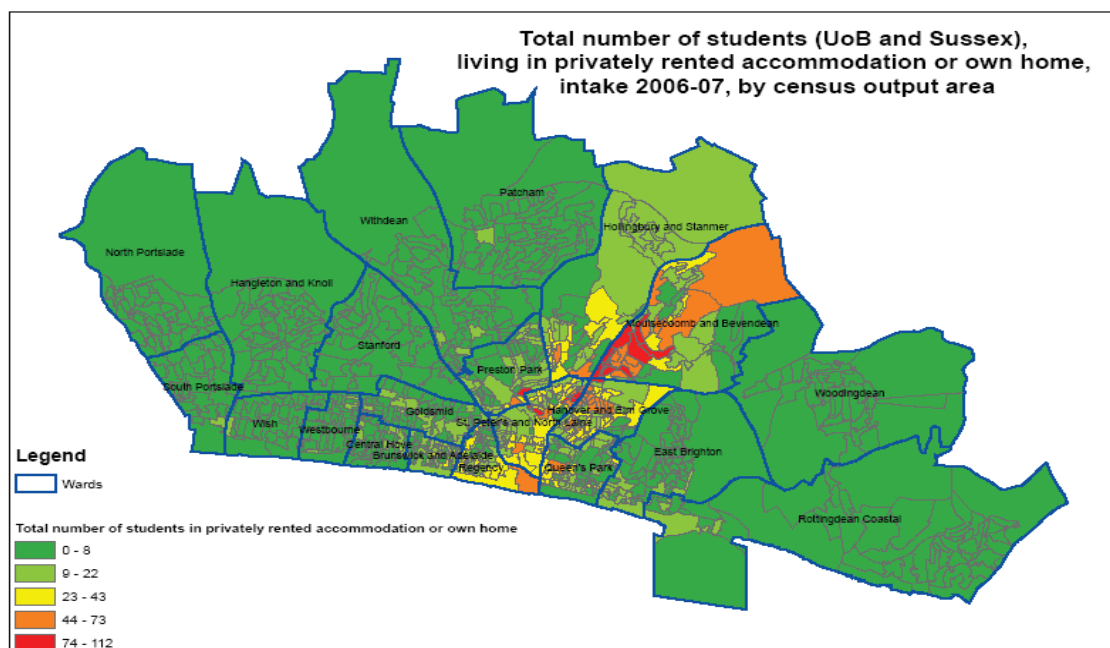 Total number of students (UoB and Sussex),
living in privately rented accommodation or own home,
intake 2006-07, by census output area
Patcham
Hollingbury and Stanmer
Withdean
North Portslade
Hangleton and Knoll
Moulsecoomb and Bevendean
Stanford
Preston Park
Woodingdean
South Portslade
Goldsmid
Hanover and Elm Grove
St. Peter's and North Laine
Wish
Westbourne
Central Hove
Brunswick and Adelaide
East Brighton
Regency
Queen's Park
Rottingdean Coastal
Legend
Wards
Total number of students in privately rented accommodation or own home
0 - 8
9 - 22
23 - 43
44 - 73
74 - 112